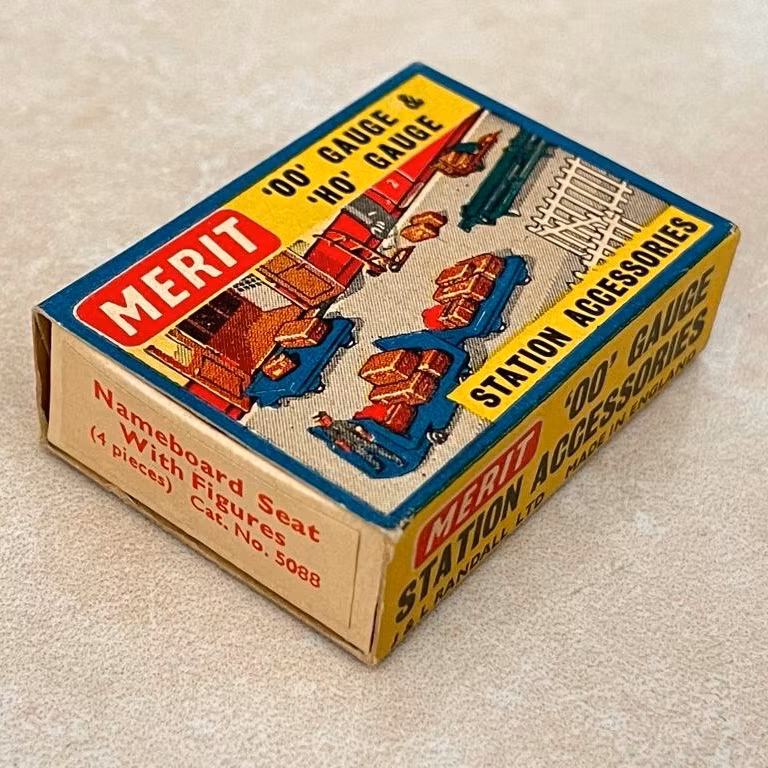 MERIT
'OO' GAUGE &
'HO' GAUGE
2
STATION ACCESSORIES
Nameboard Seat
With Figures
(4 pieces) Cat. No. 5088
MERIT 'OO' GAUGE
STATION ACCESSORIES
J & L RANDALL LTD MADE IN ENGLAND